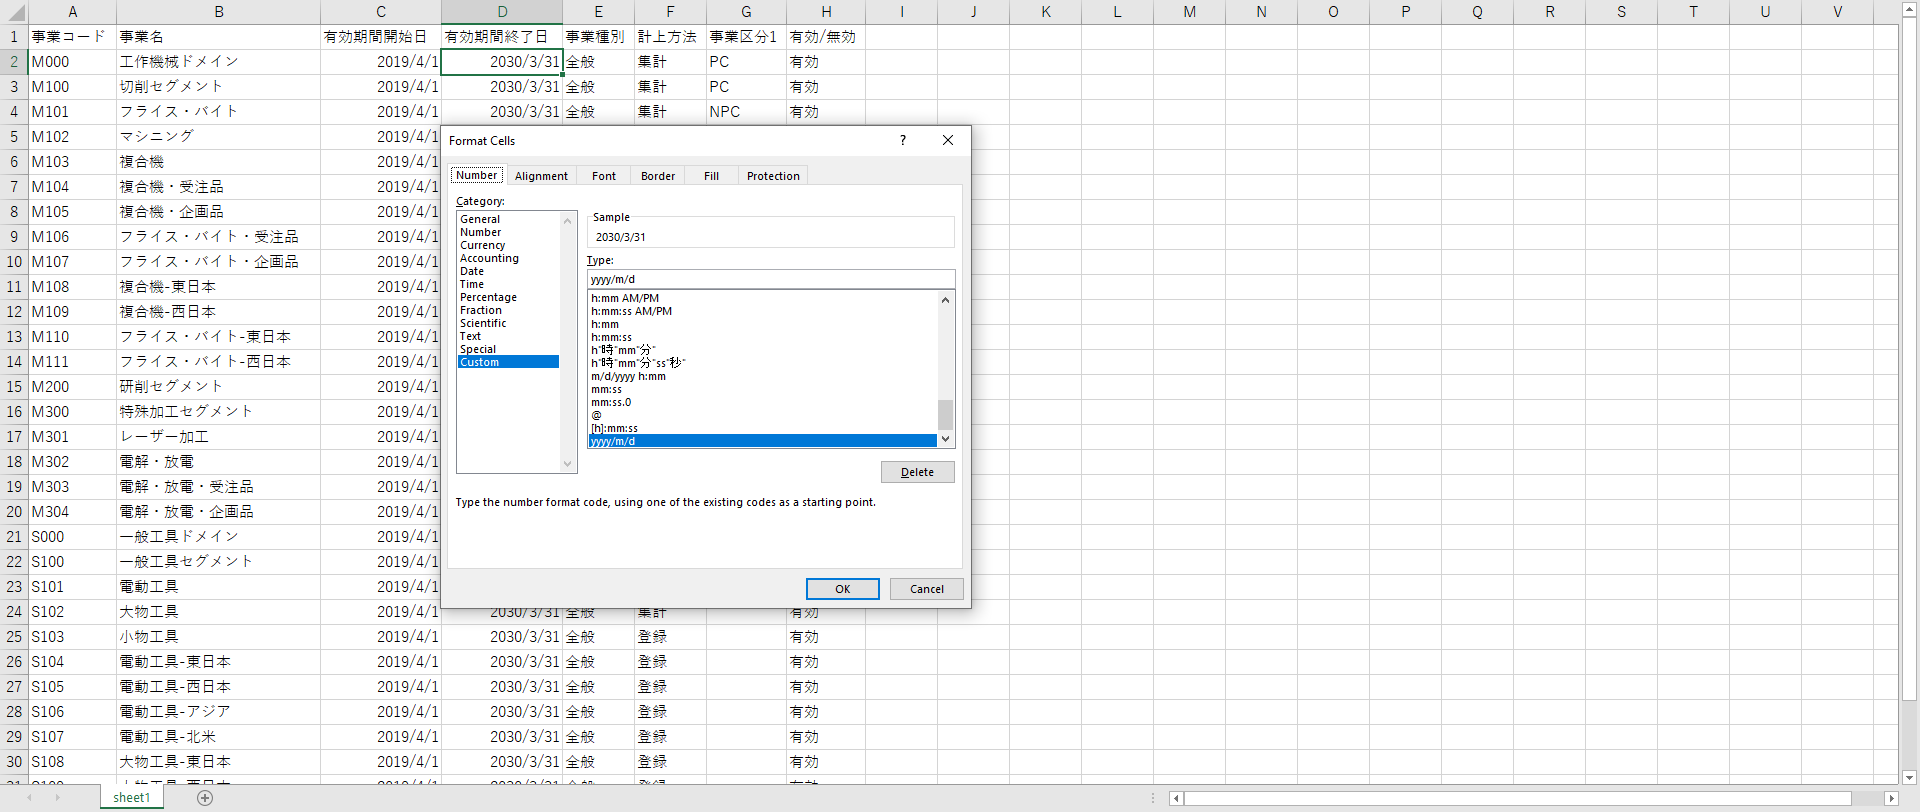 A B C D E F G H I J K L M N O P Q R S T U V
1 事業コード 事業名 有効期間開始日 有効期間終了日 事業種別 計上方法 事業区分1 有効/無効
2 M000 工作機械ドメイン 2019/4/1 2030/3/31 全般 集計 PC 有効
3 M100 切削セグメント 2019/4/1 2030/3/31 全般 集計 PC 有効
4 M101 フライス・バイト 2019/4/1 2030/3/31 全般 集計 NPC 有効
5 M102 マシニング 2019/4/1
6 M103 複合機 2019/4/1
7 M104 複合機・受注品 2019/4/1
8 M105 複合機・企画品 2019/4/1
9 M106 フライス・バイト・受注品 2019/4/1
10 M107 フライス・バイト・企画品 2019/4/1
11 M108 複合機-東日本 2019/4/1
12 M109 複合機-西日本 2019/4/1
13 M110 フライス・バイト-東日本 2019/4/1
14 M111 フライス・バイト-西日本 2019/4/1
15 M200 研削セグメント 2019/4/1
16 M300 特殊加工セグメント 2019/4/1
17 M301 レーザー加工 2019/4/1
18 M302 電解・放電 2019/4/1
19 M303 電解・放電・受注品 2019/4/1
20 M304 電解・放電・企画品 2019/4/1
21 S000 一般工具ドメイン 2019/4/1
22 S100 一般工具セグメント 2019/4/1
23 S101 電動工具 2019/4/1
24 S102 大物工具 2019/4/1 2030/3/31 全般 集計 有効
25 S103 小物工具 2019/4/1 2030/3/31 全般 登録 有効
26 S104 電動工具-東日本 2019/4/1 2030/3/31 全般 登録 有効
27 S105 電動工具-西日本 2019/4/1 2030/3/31 全般 登録 有効
28 S106 電動工具-アジア 2019/4/1 2030/3/31 全般 登録 有効
29 S107 電動工具-北米 2019/4/1 2030/3/31 全般 登録 有効
30 S108 大物工具-東日本 2019/4/1 2030/3/31 全般 登録 有効
Format Cells ?
Number Alignment Font Border Fill Protection
Category:
General
Number
Currency
Accounting
Date
Time
Percentage
Fraction
Scientific
Text
Special
Custom
Sample
2030/3/31
Type:
yyyy/m/d
h:mm AM/PM
h:mm:ss AM/PM
h:mm
h:mm:ss
h"時"mm"分"
h"時"mm"分"ss"秒"
m/d/yyyy h:mm
mm:ss
mm:ss.0
@
[h]:mm:ss
yyyy/m/d
Delete
Type the number format code, using one of the existing codes as a starting point.
OK Cancel
sheet1